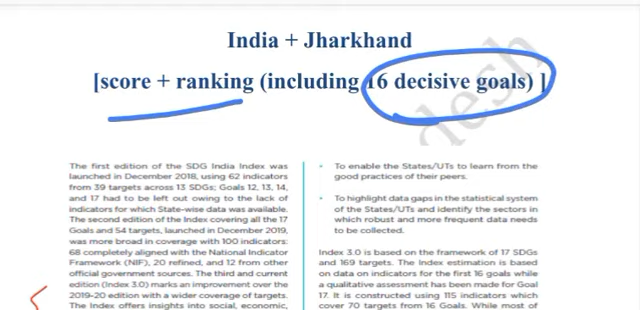 India + Jharkhand
[score + ranking (including 16 decisive goals) ]
The first edition of the SDG India Index was
launched in December 2018, using 62 indicators
from 39 targets across 13 SDGs; Goals 12, 13, 14,
and 17 had to be left out owing to the lack of
indicators for which State-wise data was available.
The second edition of the Index covering all the 17
Goals and 54 targets, launched in December 2019,
was more broad in coverage with 100 indicators:
68 completely aligned with the National Indicator
Framework (NIF), 20 refined, and 12 from other
official government sources. The third and current
edition (Index 3.0) marks an improvement over the
2019-20 edition with a wider coverage of targets.
The Index offers insights into social, economic,
• To enable the States/UTs to learn from the
good practices of their peers.
• To highlight data gaps in the statistical system
of the States/UTs and identify the sectors in
which robust and more frequent data needs
to be collected.
Index 3.0 is based on the framework of 17 SDGs
and 169 targets. The Index estimation is based
on data on indicators for the first 16 goals while
a qualitative assessment has been made for Goal
17. It is constructed using 115 indicators which
cover 70 targets from 16 Goals. While most of